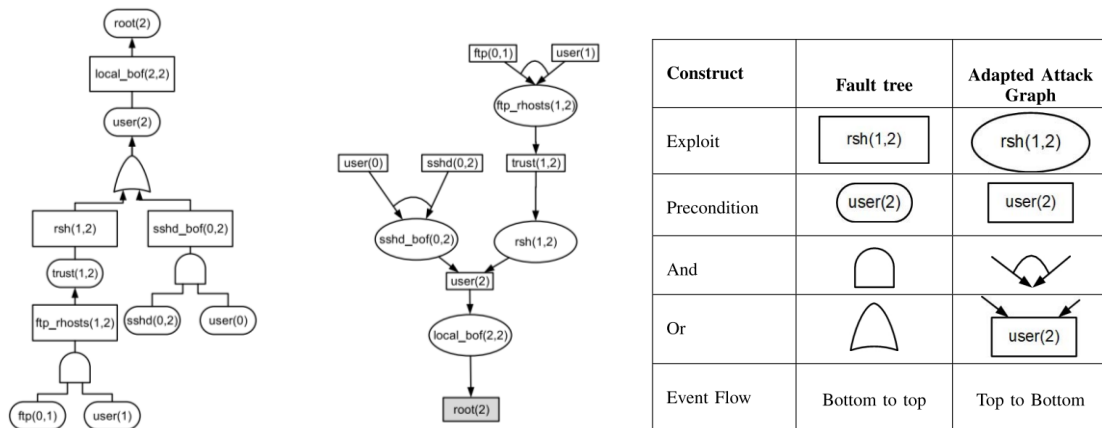 root(2)
local_bof(2,2)
user(2)
rsh(1,2)
sshd_bof(0,2)
trust(1,2)
ftp_rhosts(1,2)
sshd(0,2)
user(0)
ftp(0,1)
user(1)
ftp(0,1)
user(1)
ftp_rhosts(1,2)
user(0)
sshd(0,2)
trust(1,2)
sshd_bof(0,2)
rsh(1,2)
user(2)
local_bof(2,2)
root(2)
Construct
Fault tree
Adapted Attack
Graph
Exploit
rsh(1,2)
rsh(1,2)
Precondition
user(2)
user(2)
And
Or
user(2)
Event Flow
Bottom to top
Top to Bottom